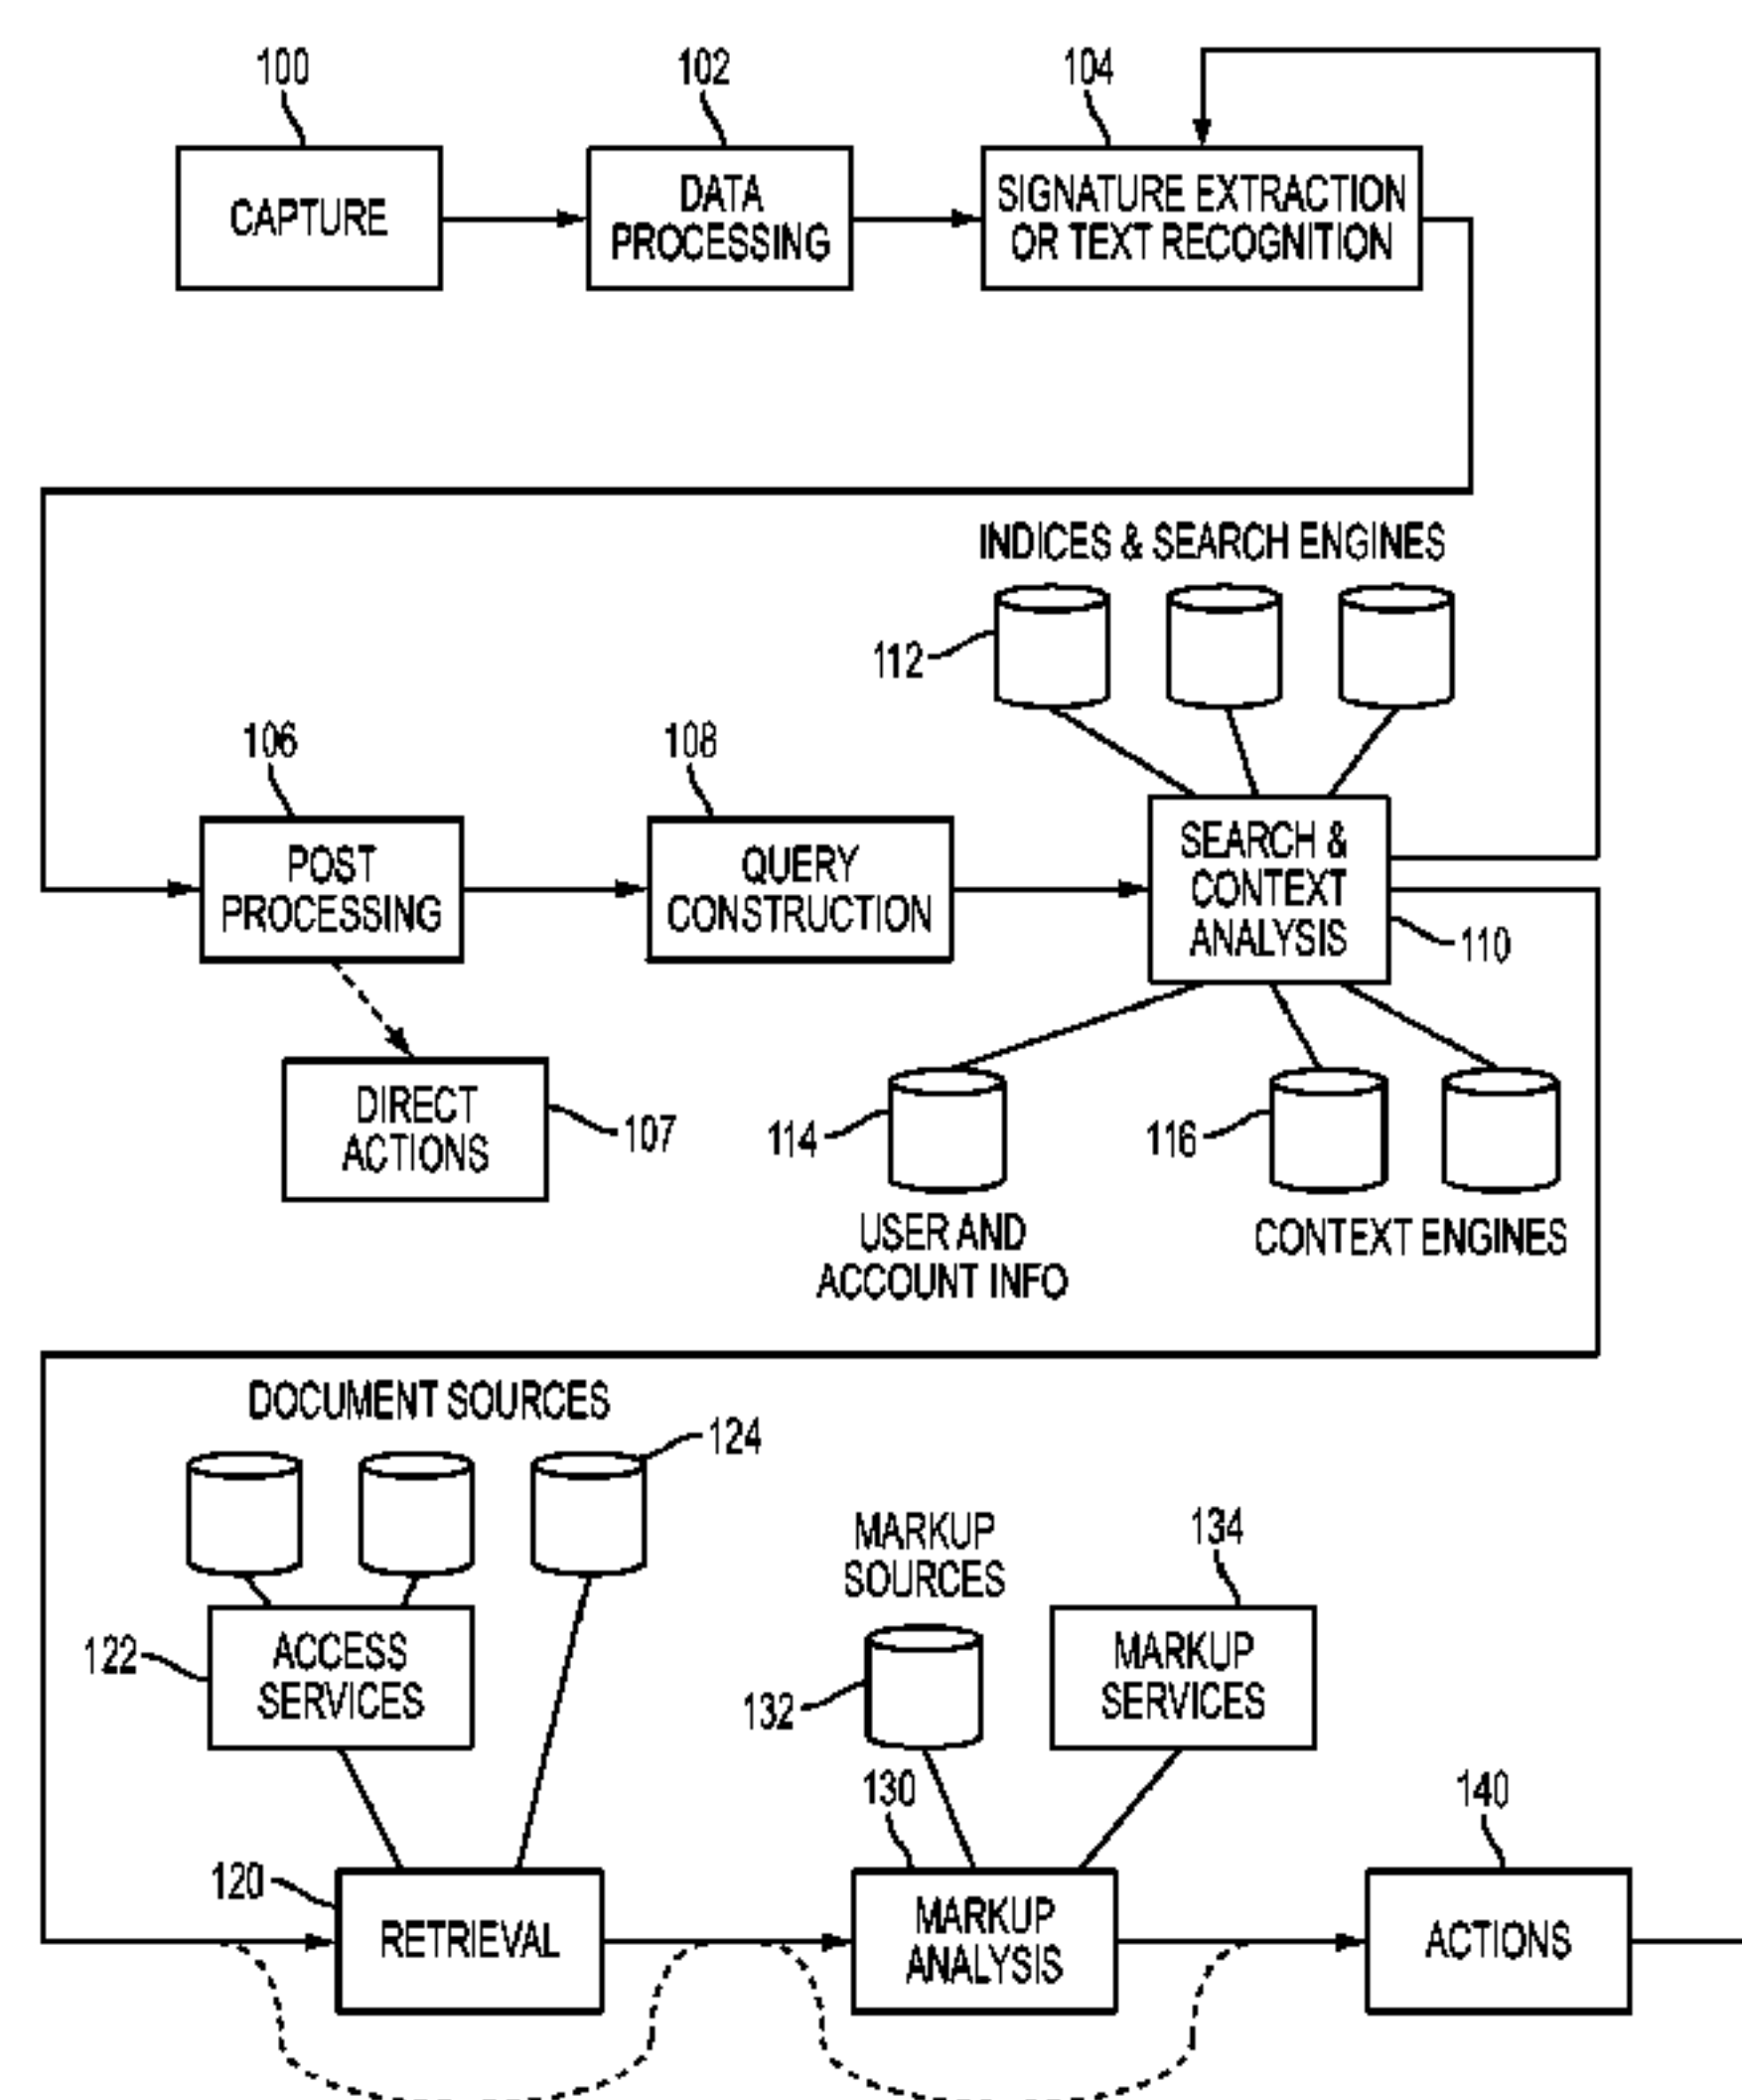 100
102
104
CAPTURE
DATA
PROCESSING
SIGNATURE EXTRACTION
OR TEXT RECOGNITION
INDICES & SEARCH ENGINES
112
106
108
POST
PROCESSING
QUERY
CONSTRUCTION
SEARCH &
CONTEXT
ANALYSIS
110
DIRECT
ACTIONS
107
114
116
USER AND
ACCOUNT INFO
CONTEXT ENGINES
DOCUMENT SOURCES
124
MARKUP
SOURCES
134
122
ACCESS
SERVICES
132
MARKUP
SERVICES
130
140
120
RETRIEVAL
MARKUP
ANALYSIS
ACTIONS